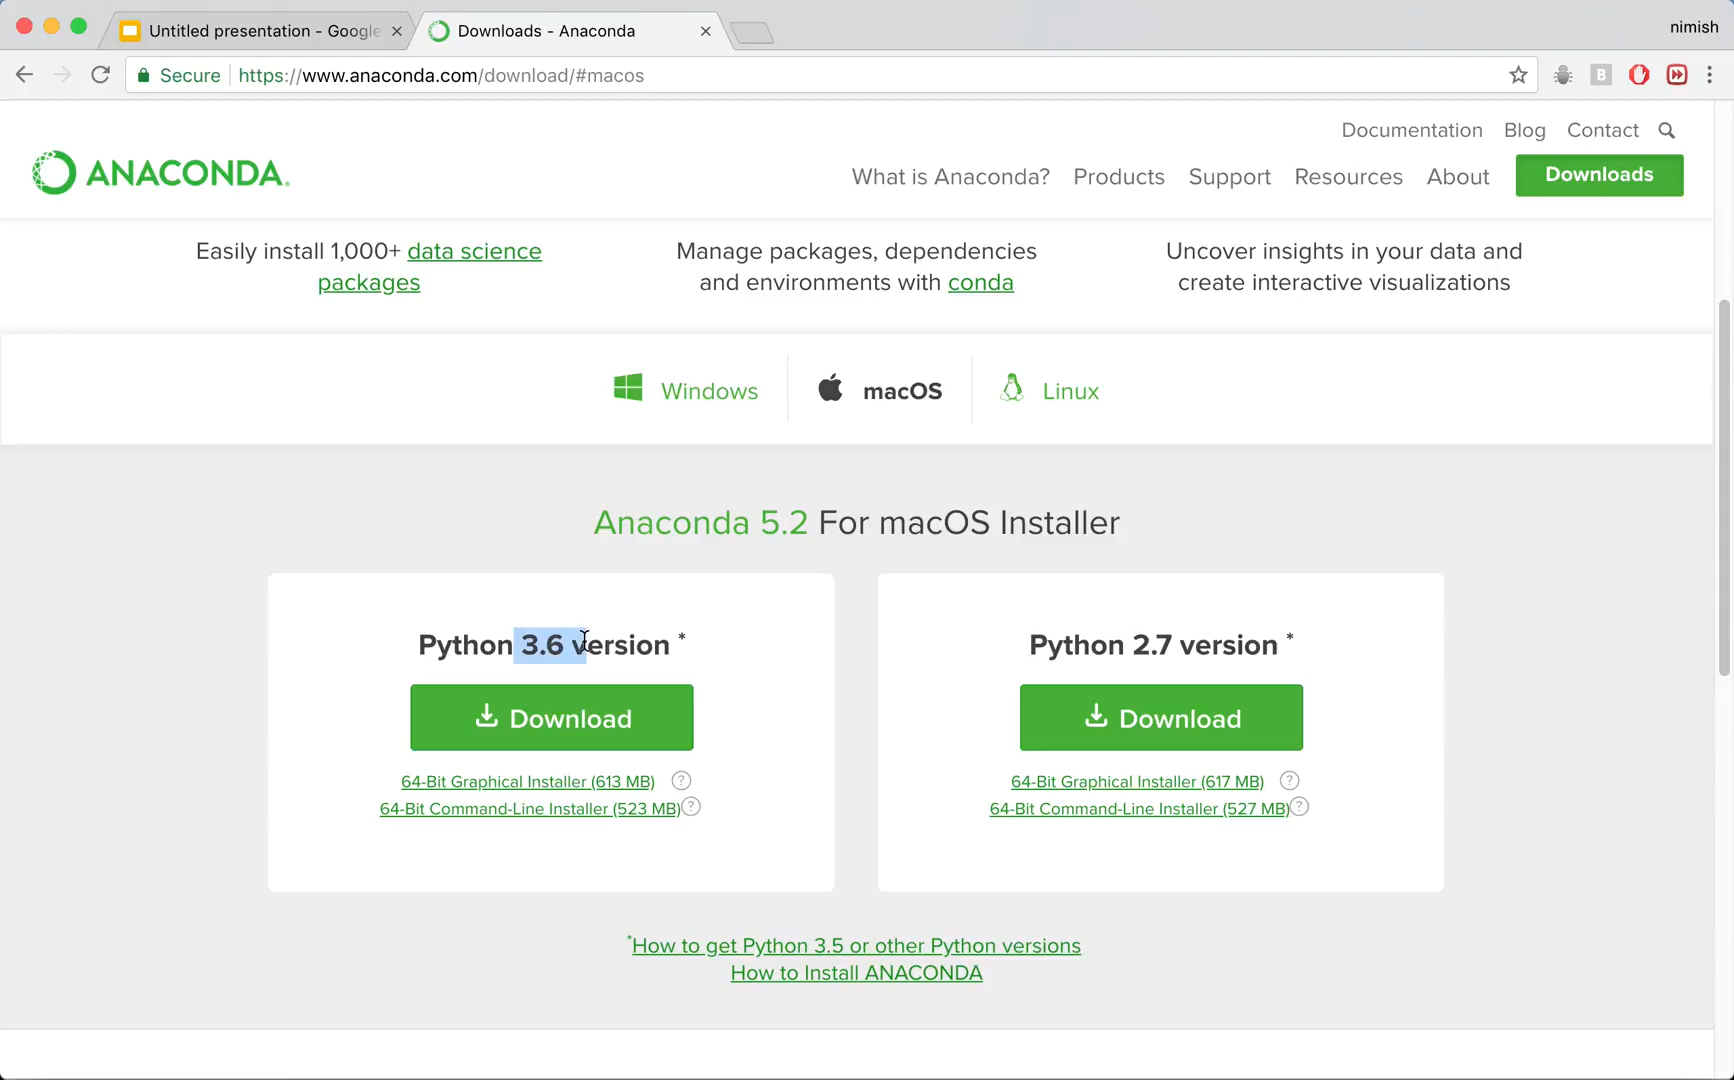 Untitled presentation - Google
Downloads - Anaconda
nimish
Secure https://www.anaconda.com/download/#macos
B
Documentation Blog Contact
ANACONDA.
What is Anaconda? Products Support Resources About Downloads
Easily install 1,000+ data science
packages
Manage packages, dependencies
and environments with conda
Uncover insights in your data and
create interactive visualizations
Windows macOS Linux
Anaconda 5.2 For macOS Installer
Python 3.6 version *
Download
64-Bit Graphical Installer (613 MB) ?
64-Bit Command-Line Installer (523 MB) ?
Python 2.7 version *
Download
64-Bit Graphical Installer (617 MB) ?
64-Bit Command-Line Installer (527 MB) ?
*How to get Python 3.5 or other Python versions
How to Install ANACONDA